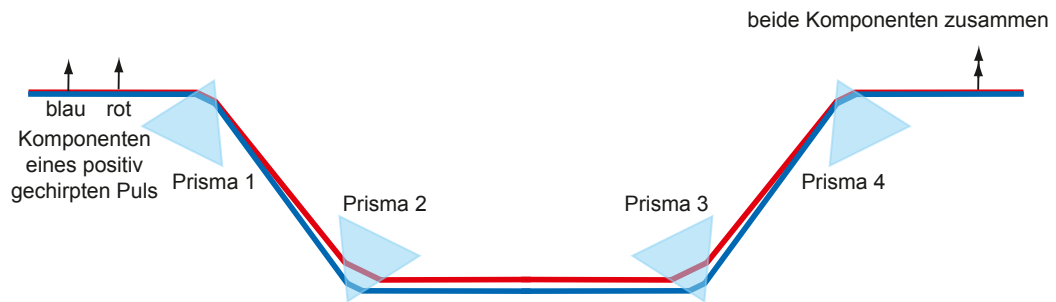 beide Komponenten zusammen
blau rot
Komponenten
eines positiv
gechirpten Puls
Prisma 1
Prisma 2
Prisma 3
Prisma 4